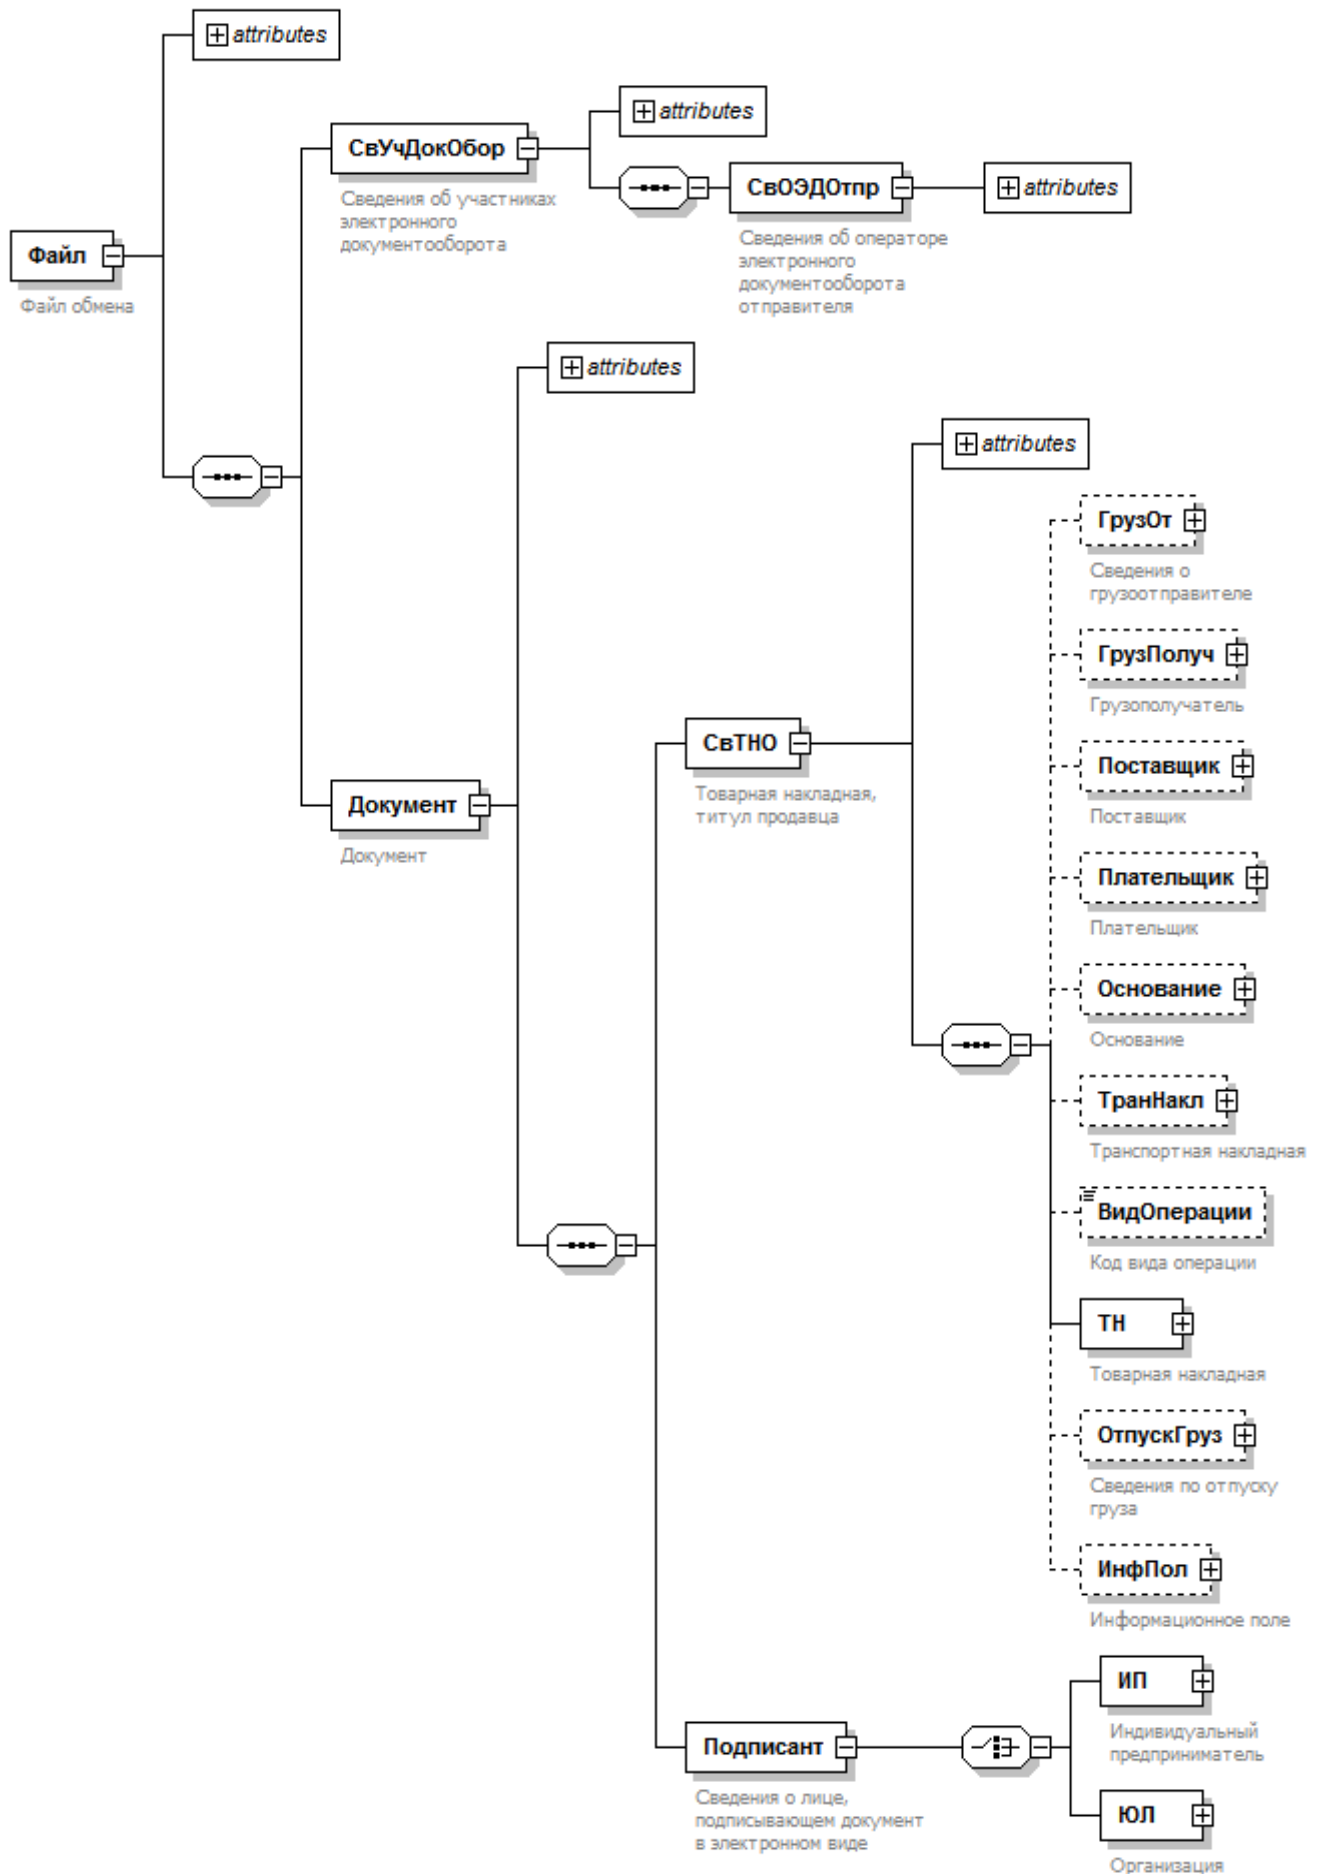 attributes
attributes
СвУчДокОбор
Сведения об участниках
электронного
документооборота
СвОЭДОтпр
attributes
Сведения об операторе
электронного
документооборота
отправителя
Файл
Файл обмена
attributes
attributes
ГрузОт
Сведения о
грузоотправителе
ГрузПолуч
Грузополучатель
СвТНО
Товарная накладная,
титул продавца
Поставщик
Поставщик
Документ
Документ
Плательщик
Плательщик
Основание
Основание
ТранНакл
Транспортная накладная
ВидОперации
Код вида операции
ТН
Товарная накладная
ОтпускГруз
Сведения по отпуску
груза
ИнфПол
Информационное поле
Подписант
Сведения о лице,
подписывающем документ
в электронном виде
ИП
Индивидуальный
предприниматель
ЮЛ
Организация